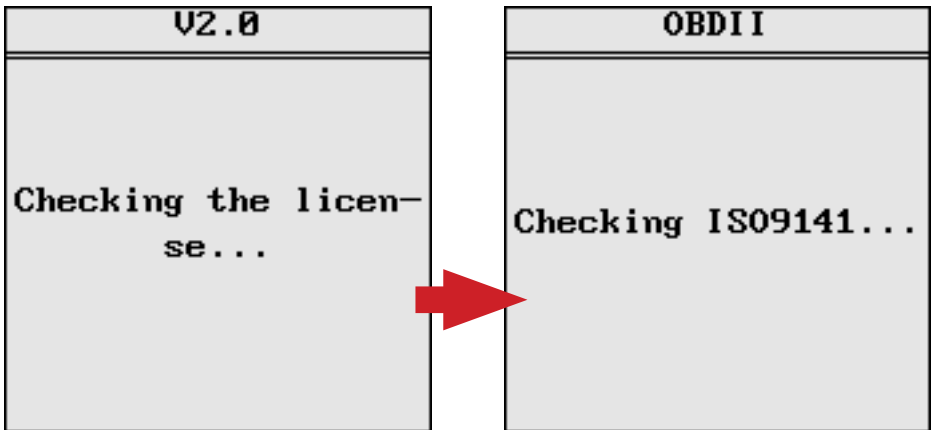 V2.0
Checking the licen-
se...
OBDII
Checking ISO9141...